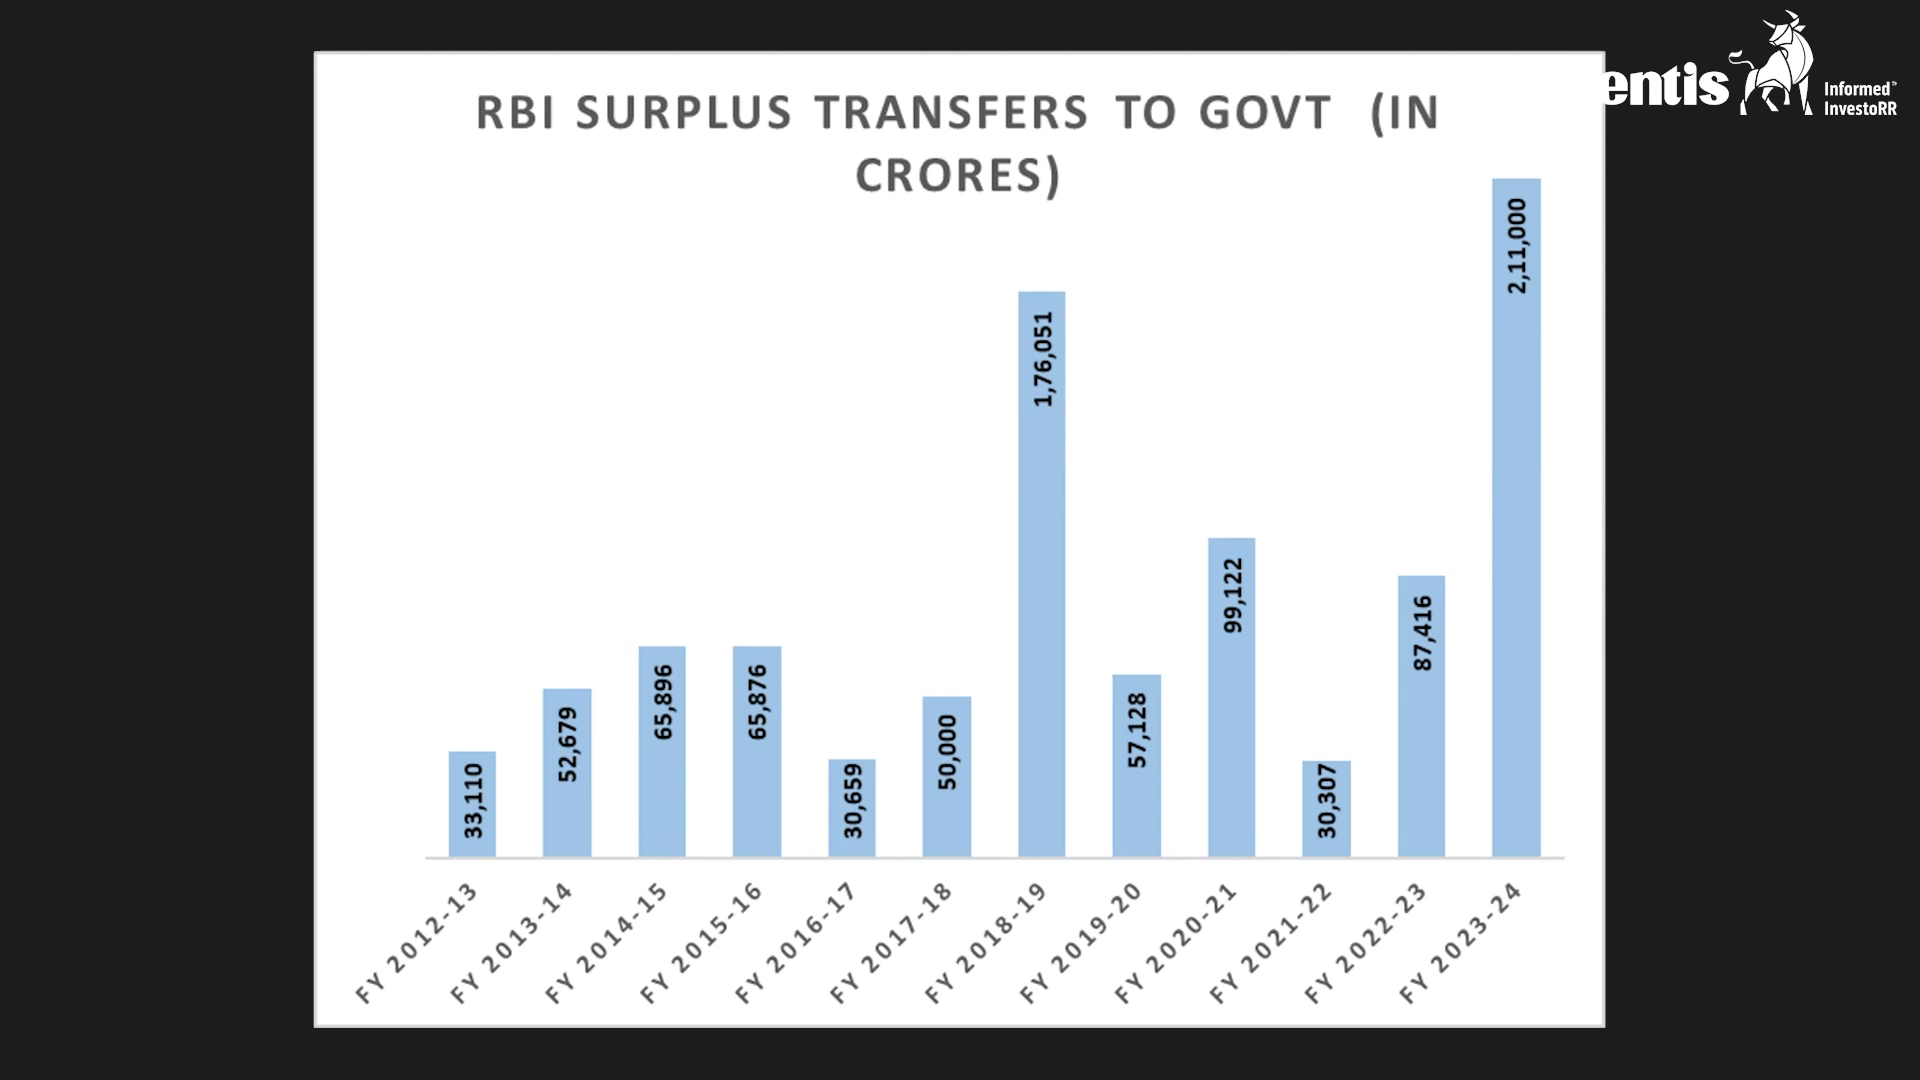 RBI SURPLUS TRANSFERS TO GOVT (IN
CRORES)
entis
Informed
InvestoRR
33,110
52,679
65,896
65,876
30,659
50,000
1,76,051
57,128
99,122
30,307
87,416
2,11,000
FY 2012-13
FY 2013-14
FY 2014-15
FY 2015-16
FY 2016-17
FY 2017-18
FY 2018-19
FY 2019-20
FY 2020-21
FY 2021-22
FY 2022-23
FY 2023-24